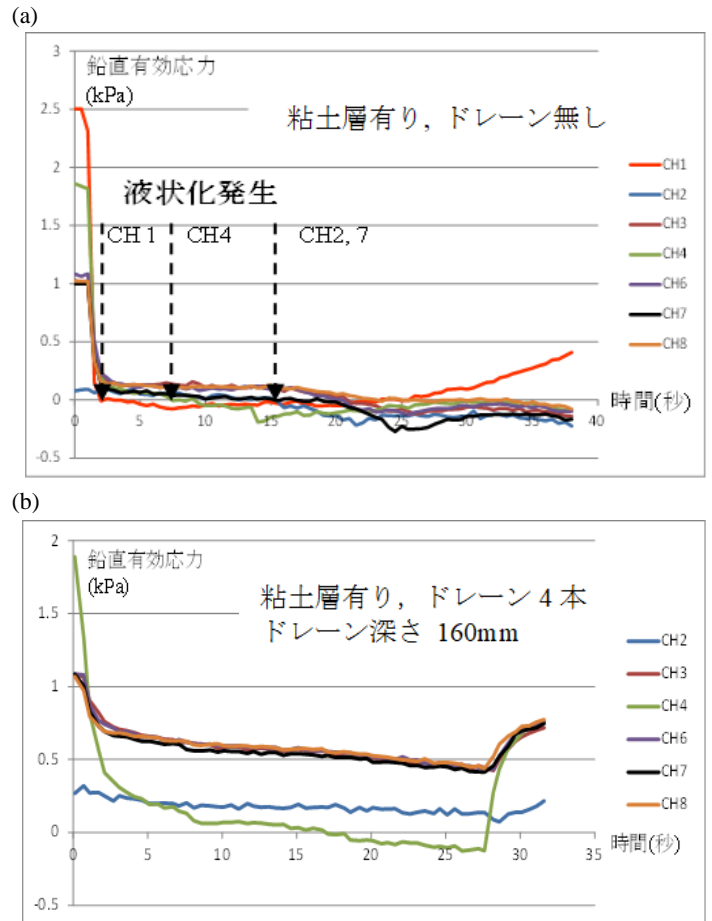 (a)
鉛直有効応力
(kPa)
粘土層有り, ドレーン無し
液状化発生
CH 1 CH4 CH2, 7
3
2.5
2
1.5
1
0.5
0
-0.5
0 5 10 15 20 25 30 35 40
時間(秒)
CH1
CH2
CH3
CH4
CH6
CH7
CH8
(b)
鉛直有効応力
(kPa)
粘土層有り, ドレーン 4 本
ドレーン深さ 160mm
2
1.5
1
0.5
0
-0.5
0 5 10 15 20 25 30 35
時間(秒)
CH2
CH3
CH4
CH6
CH7
CH8